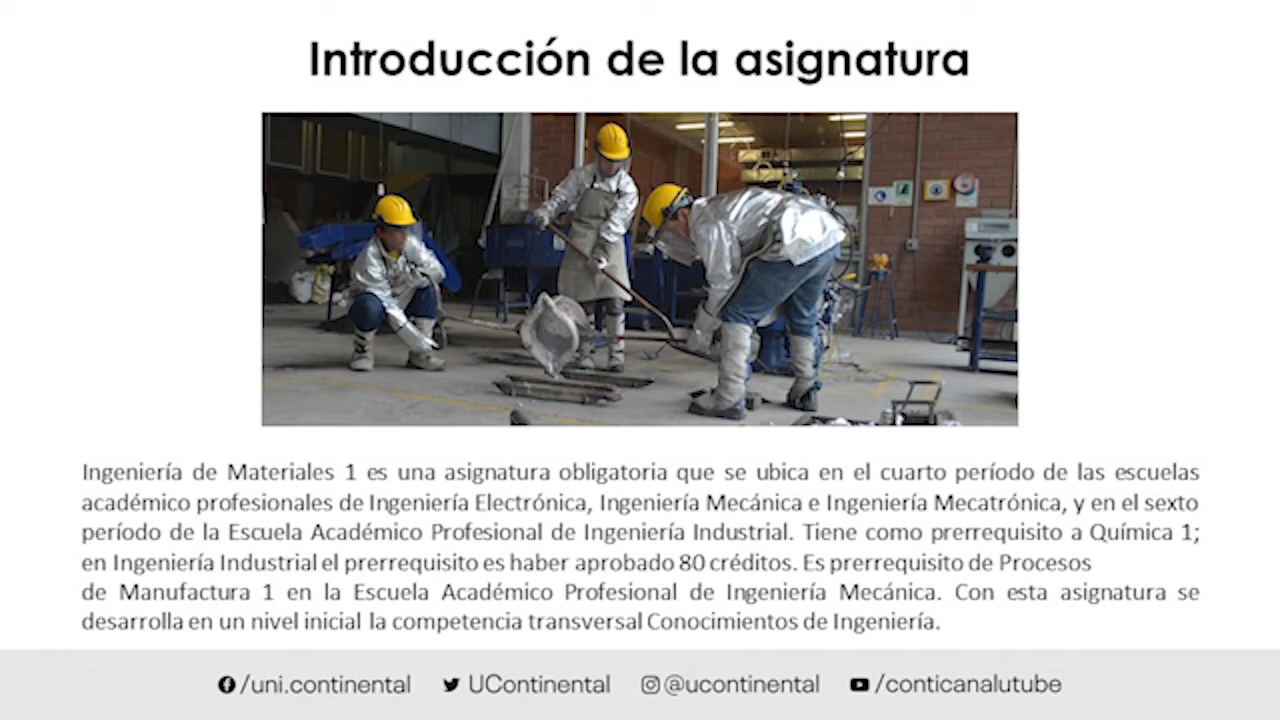 Introducción de la asignatura
Ingeniería de Materiales 1 es una asignatura obligatoria que se ubica en el cuarto período de las escuelas
académico profesionales de Ingeniería Electrónica, Ingeniería Mecánica e Ingeniería Mecatrónica, y en el sexto
período de la Escuela Académico Profesional de Ingeniería Industrial. Tiene como prerrequisito a Química 1;
en Ingeniería Industrial el prerrequisito es haber aprobado 80 créditos. Es prerrequisito de Procesos
de Manufactura 1 en la Escuela Académico Profesional de Ingeniería Mecánica. Con esta asignatura se
desarrolla en un nivel inicial la competencia transversal Conocimientos de Ingeniería.
/uni.continental UContinental @ucontinental /conticanalutube